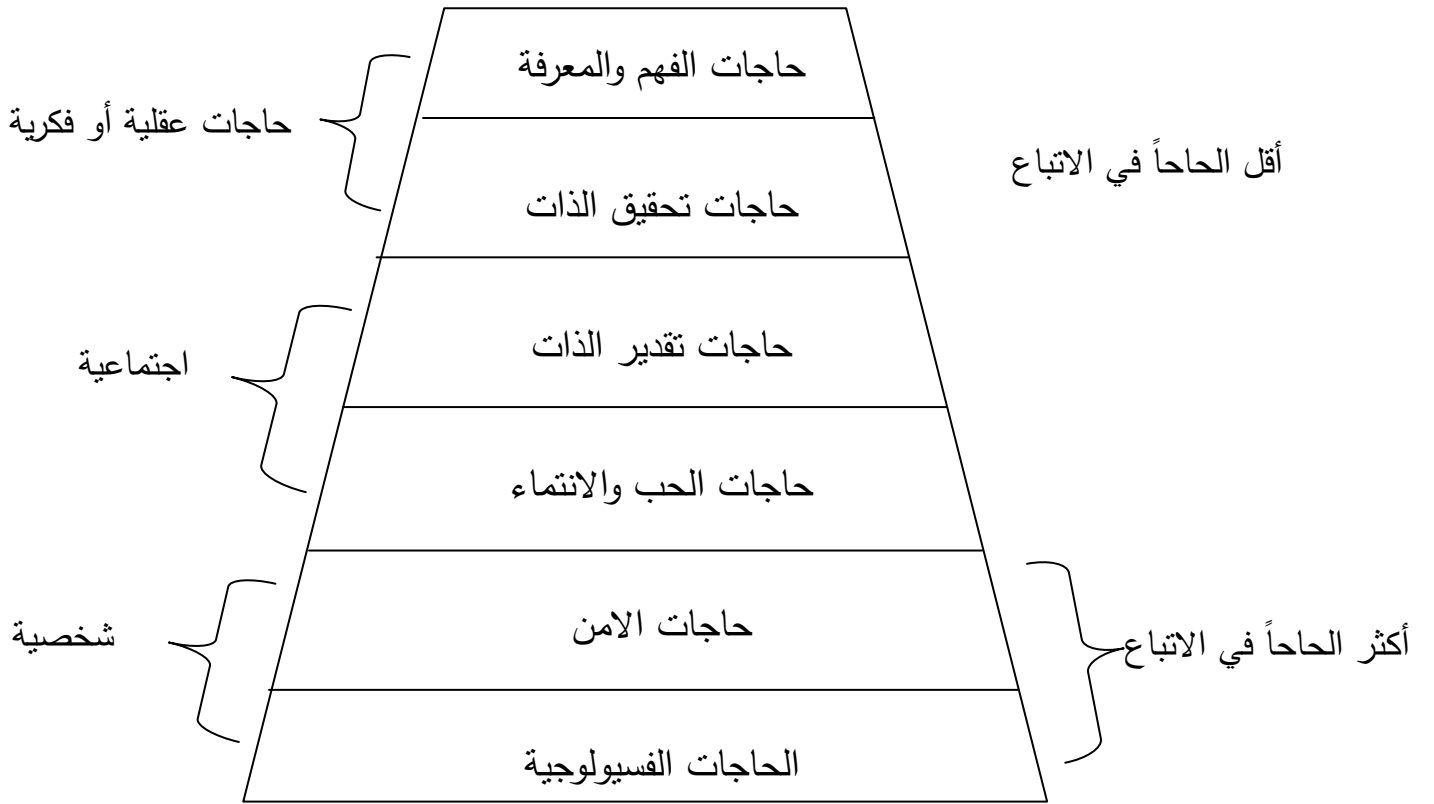 حاجات الفهم والمعرفة
حاجات عقلية أو فكرية
أقل الحاحاً في الاتباع
حاجات تحقيق الذات
حاجات تقدير الذات
اجتماعية
حاجات الحب والانتماء
حاجات الامن
شخصية
أكثر الحاحاً في الاتباع
الحاجات الفسيولوجية